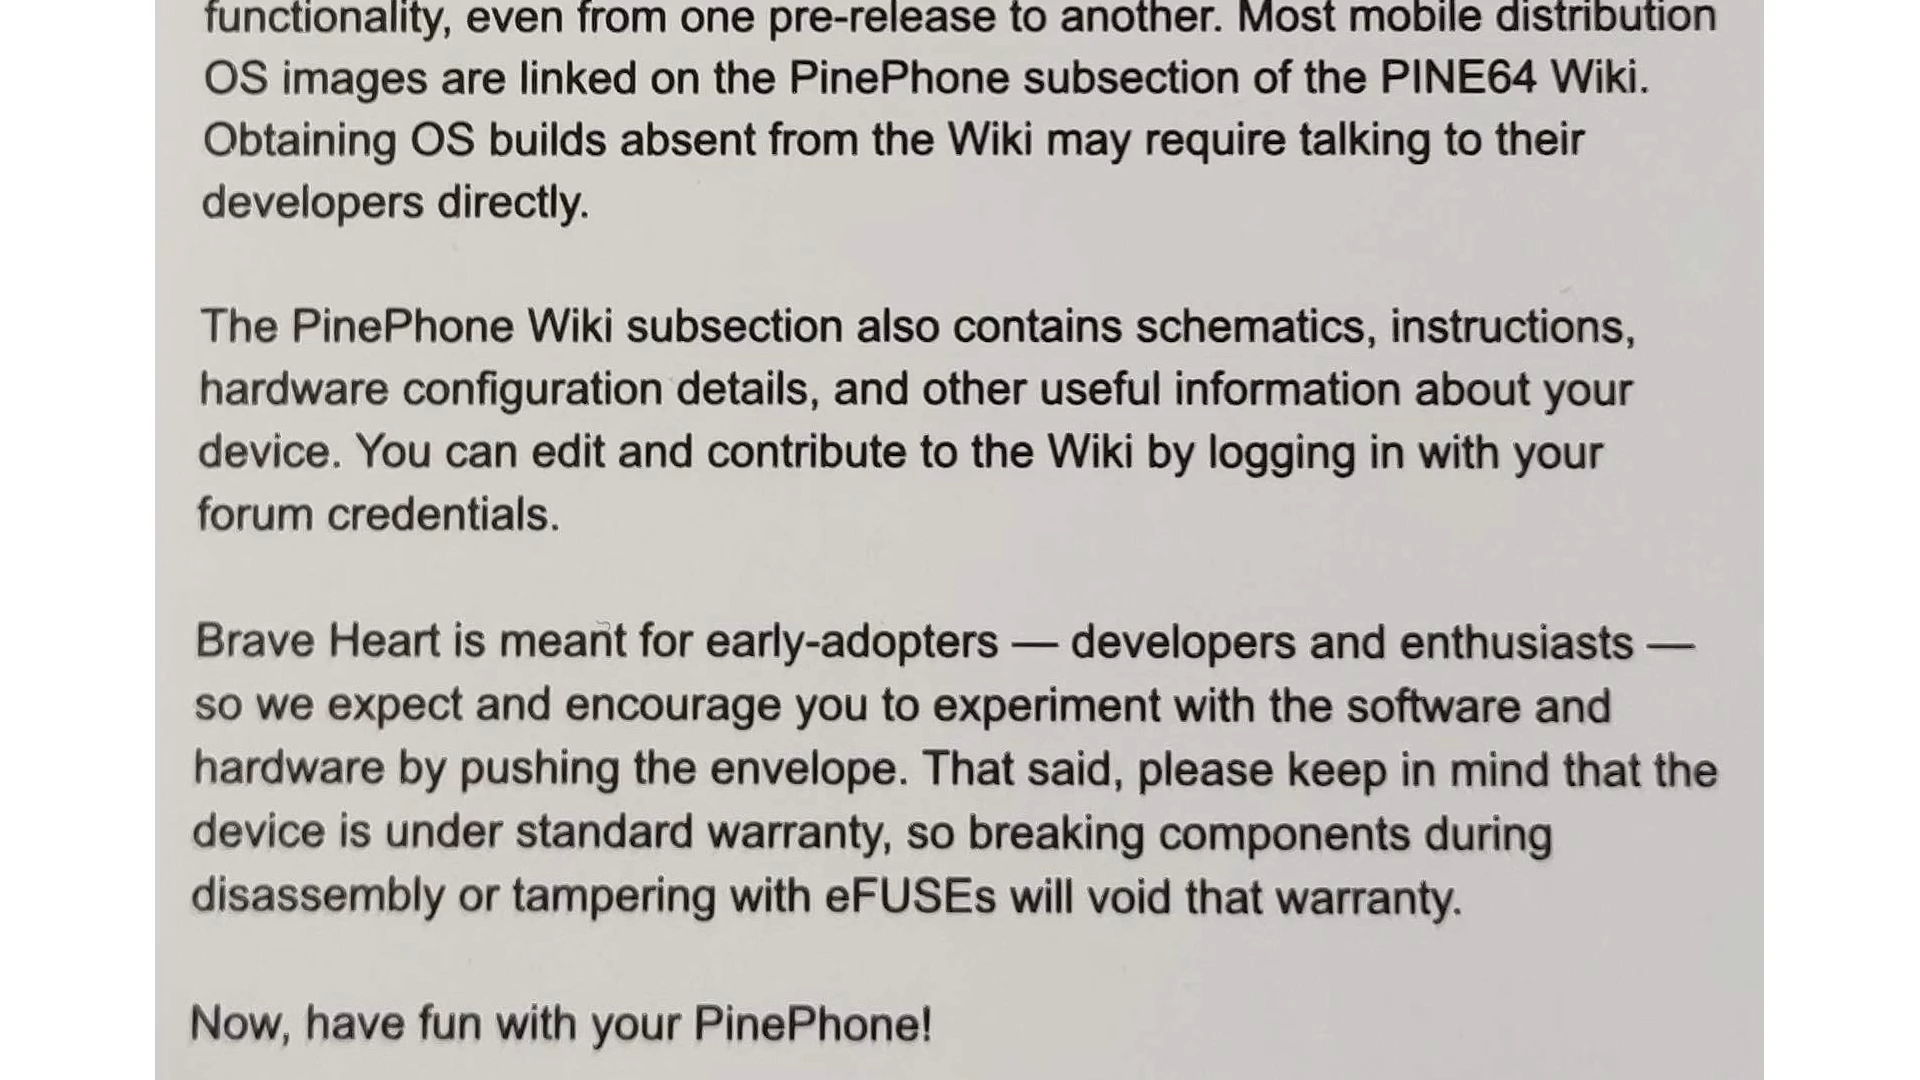 functionality, even from one pre-release to another. Most mobile distribution
OS images are linked on the PinePhone subsection of the PINE64 Wiki.
Obtaining OS builds absent from the Wiki may require talking to their
developers directly.
The PinePhone Wiki subsection also contains schematics, instructions,
hardware configuration details, and other useful information about your
device. You can edit and contribute to the Wiki by logging in with your
forum credentials.
Brave Heart is meant for early-adopters — developers and enthusiasts —
so we expect and encourage you to experiment with the software and
hardware by pushing the envelope. That said, please keep in mind that the
device is under standard warranty, so breaking components during
disassembly or tampering with eFUSEs will void that warranty.
Now, have fun with your PinePhone!